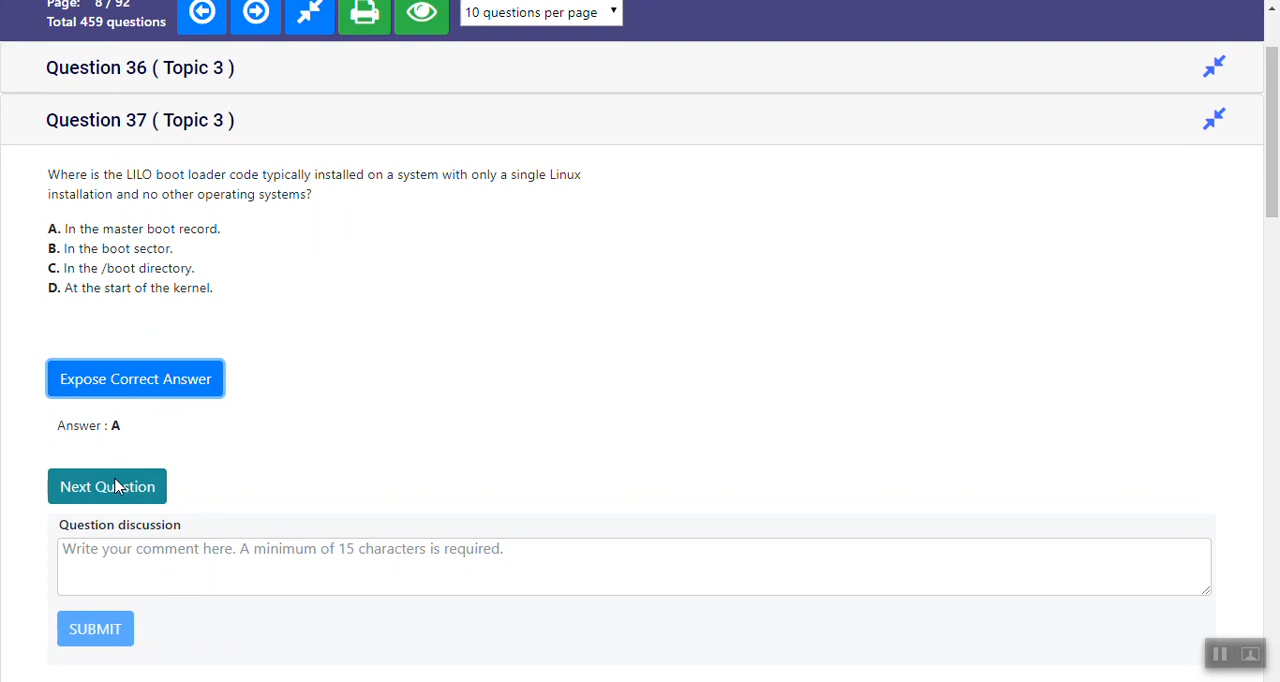 Page: 8 / 92
Total 459 questions
10 questions per page
Question 36 ( Topic 3 )
Question 37 ( Topic 3 )
Where is the LILO boot loader code typically installed on a system with only a single Linux
installation and no other operating systems?
A. In the master boot record.
B. In the boot sector.
C. In the /boot directory.
D. At the start of the kernel.
Expose Correct Answer
Answer : A
Next Question
Question discussion
Write your comment here. A minimum of 15 characters is required.
SUBMIT